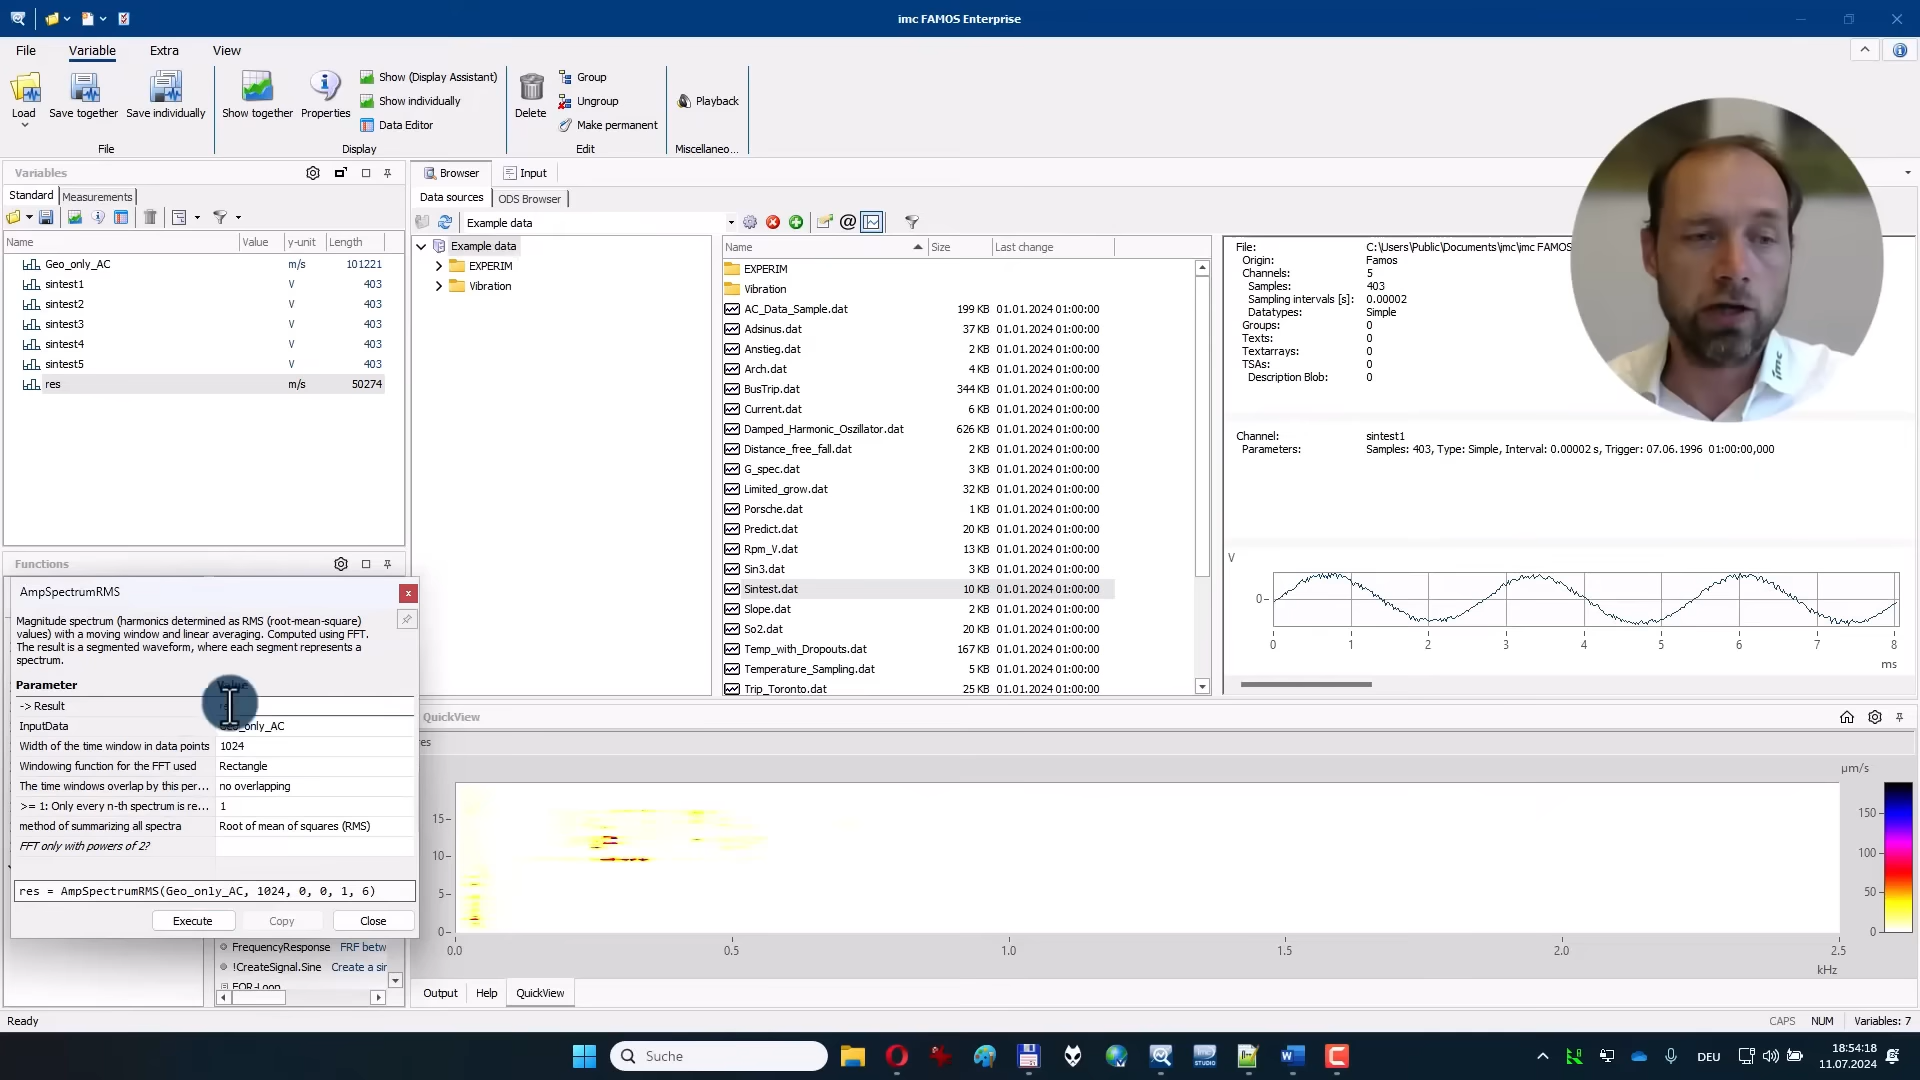 imc FAMOS Enterprise
File
Variable
Extra
View
Load
Save together
Save individually
Show together
Properties
Show (Display Assistant)
Show individually
Data Editor
Delete
Group
Ungroup
Make permanent
Playback
File
Display
Edit
Miscellaneo...
Variables
Standard
Measurements
Name Value y-unit Length
Geo_only_AC m/s 101221
sintest1 V 403
sintest2 V 403
sintest3 V 403
sintest4 V 403
sintest5 V 403
res m/s 50274
Browser
Input
Data sources
ODS Browser
Example data
Example data
EXPERIM
Vibration
Name Size Last change
EXPERIM
Vibration
AC_Data_Sample.dat 199 KB 01.01.2024 01:00:00
Adsinus.dat 37 KB 01.01.2024 01:00:00
Anstieg.dat 2 KB 01.01.2024 01:00:00
Arch.dat 4 KB 01.01.2024 01:00:00
BusTrip.dat 344 KB 01.01.2024 01:00:00
Current.dat 6 KB 01.01.2024 01:00:00
Damped_Harmonic_Oszillator.dat 626 KB 01.01.2024 01:00:00
Distance_free_fall.dat 2 KB 01.01.2024 01:00:00
G_spec.dat 3 KB 01.01.2024 01:00:00
Limited_grow.dat 32 KB 01.01.2024 01:00:00
Porsche.dat 1 KB 01.01.2024 01:00:00
Predict.dat 20 KB 01.01.2024 01:00:00
Rpm_V.dat 13 KB 01.01.2024 01:00:00
Sin3.dat 3 KB 01.01.2024 01:00:00
Sintest.dat 10 KB 01.01.2024 01:00:00
Slope.dat 2 KB 01.01.2024 01:00:00
So2.dat 20 KB 01.01.2024 01:00:00
Temp_with_Dropouts.dat 167 KB 01.01.2024 01:00:00
Temperature_Sampling.dat 4 KB 01.01.2024 01:00:00
Trip_Toronto.dat 25 KB 01.01.2024 01:00:00
File: C:\Users\Public\Documents\imc\imc FAMOS
Origin: Famos
Channels: 5
Samples: 403
Sampling intervals [s]: 0.00002
Datatypes: Simple
Groups: 0
Texts: 0
Textarrays: 0
TSAs: 0
Description Blob: 0
Channel: sintest1
Parameters: Samples: 403, Type: Simple, Interval: 0.00002 s, Trigger: 07.06.1996 01:00:00,000
V
0
0 1 2 3 4 5 6 7 8
ms
imc
Functions
AmpSpectrumRMS
Magnitude spectrum (harmonics determined as RMS (root-mean-square)
values) with a moving window and linear averaging. Computed using FFT.
The result is a segmented waveform, where each segment represents a
spectrum.
Parameter
-> Result
InputData Geo_only_AC
Width of the time window in data points 1024
Windowing function for the FFT used Rectangle
The time windows overlap by this per... no overlapping
>= 1: Only every n-th spectrum is re... 1
method of summarizing all spectra Root of mean of squares (RMS)
FFT only with powers of 2?
res = AmpSpectrumRMS(Geo_only_AC, 1024, 0, 0, 1, 6)
Execute
Copy
Close
FrequencyResponse FRF betw
!CreateSignal.Sine Create a sin
FOR-Loop
QuickView
res
µm/s
15
10
5
0
0.0 0.5 1.0 1.5 2.0 2.5
kHz
150
100
50
0
Output
Help
QuickView
Ready
CAPS
NUM
Variables: 7
Suche
imc
STUDIO
DEU
18:54:18
11.07.2024